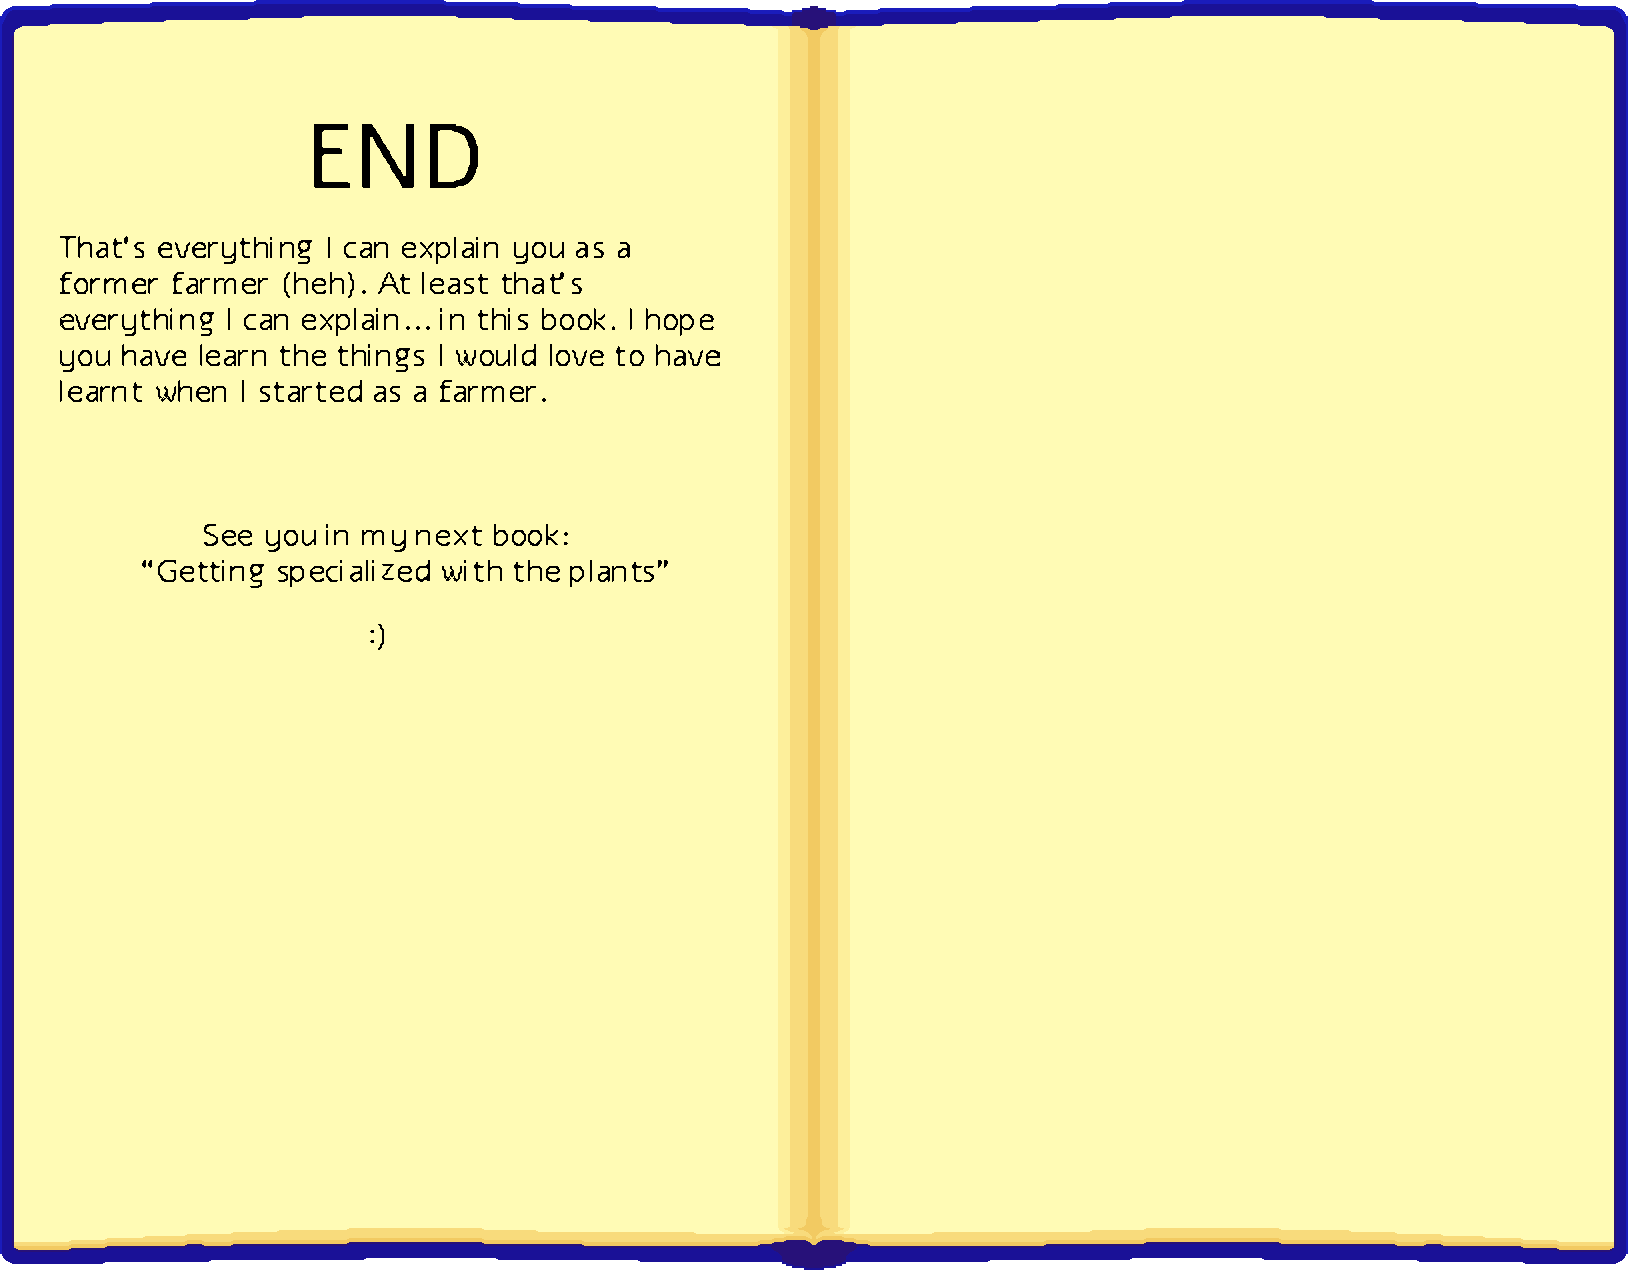 END
That's everything I can explain you as a
former farmer (heh). At least that's
everything I can explain... in this book. I hope
you have learn the things I would love to have
learnt when I started as a farmer.
See you in my next book:
“Getting specialized with the plants”
:)